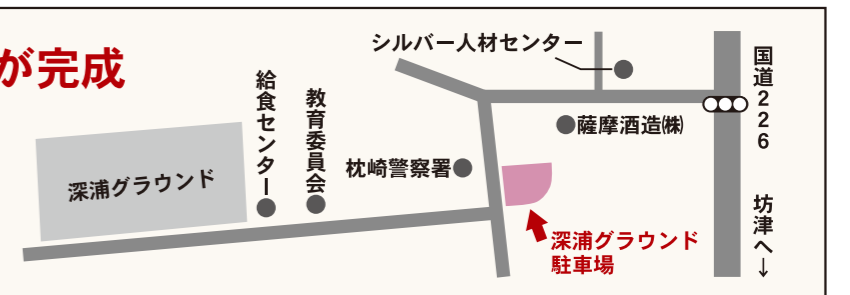 が完成
シルバー人材センター
国道226
給食センター
教育委員会
薩摩酒造㈱
枕崎警察署
深浦グラウンド
坊津へ↓
深浦グラウンド
駐車場